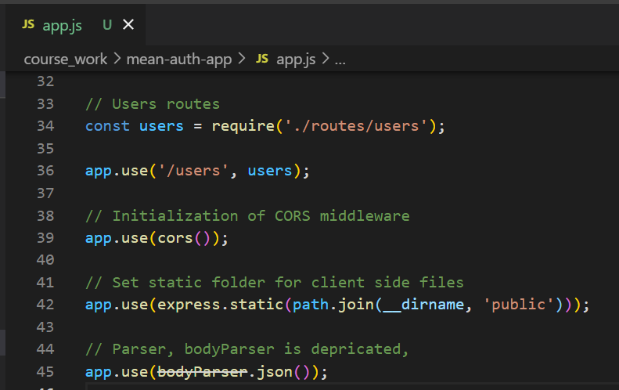 JS app.js U ×
course_work > mean-auth-app > JS app.js > ...
32
33 // Users routes
34 const users = require('./routes/users');
35
36 app.use('/users', users);
37
38 // Initialization of CORS middleware
39 app.use(cors());
40
41 // Set static folder for client side files
42 app.use(express.static(path.join(__dirname, 'public')));
43
44 // Parser, bodyParser is depricated,
45 app.use(bodyParser.json());